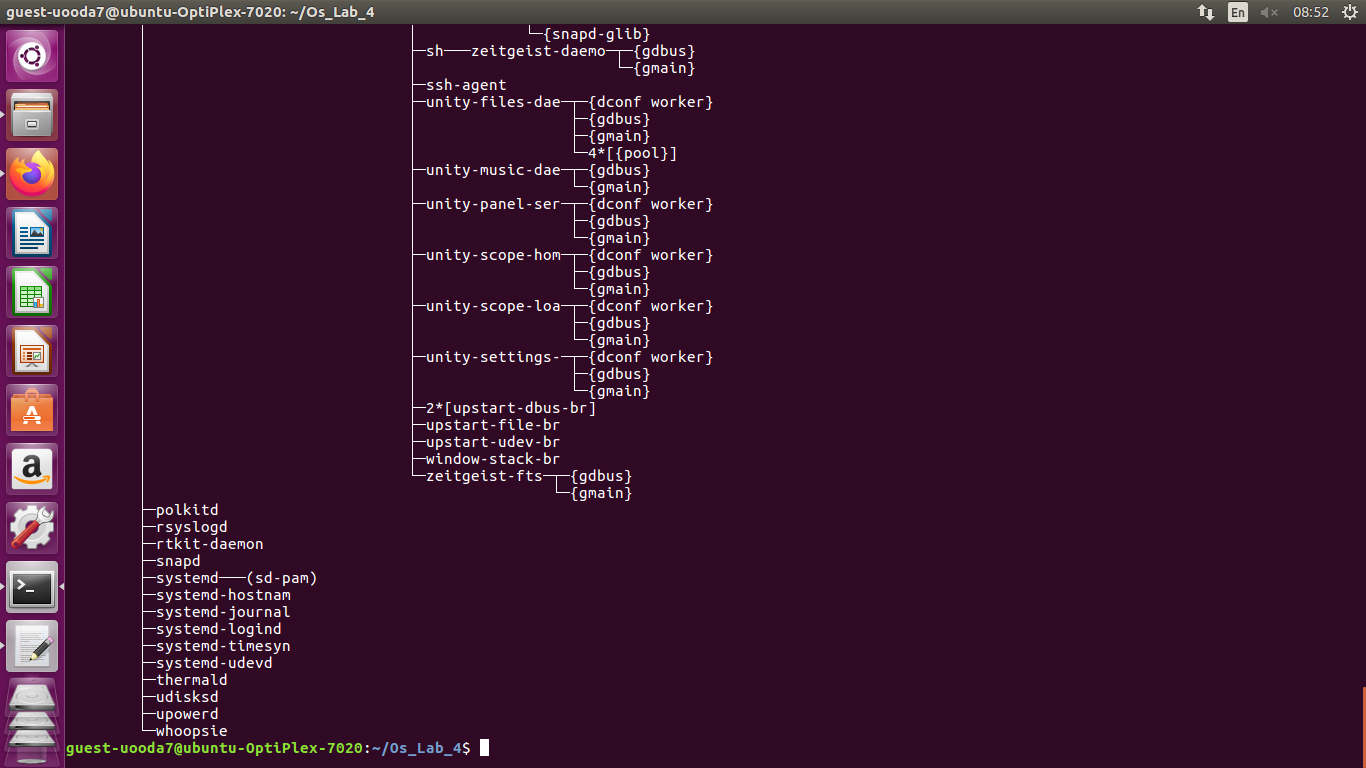 guest-uooda7@ubuntu-OptiPlex-7020: ~/Os_Lab_4 En 08:52
└─{snapd-glib}
├─sh───zeitgeist-daemo─┬─{gdbus}
└─{gmain}
├─ssh-agent
├─unity-files-dae─┬─{dconf worker}
├─{gdbus}
├─{gmain}
└─4*[{pool}]
├─unity-music-dae─┬─{gdbus}
└─{gmain}
├─unity-panel-ser─┬─{dconf worker}
├─{gdbus}
└─{gmain}
├─unity-scope-hom─┬─{dconf worker}
├─{gdbus}
└─{gmain}
├─unity-scope-loa─┬─{dconf worker}
├─{gdbus}
└─{gmain}
├─unity-settings-─┬─{dconf worker}
├─{gdbus}
└─{gmain}
├─2*[upstart-dbus-br]
├─upstart-file-br
├─upstart-udev-br
├─window-stack-br
└─zeitgeist-fts─┬─{gdbus}
└─{gmain}
├─polkitd
├─rsyslogd
├─rtkit-daemon
├─snapd
├─systemd───(sd-pam)
├─systemd-hostnam
├─systemd-journal
├─systemd-logind
├─systemd-timesyn
├─systemd-udevd
├─thermald
├─udisksd
├─upowerd
└─whoopsie
guest-uooda7@ubuntu-OptiPlex-7020:~/Os_Lab_4$